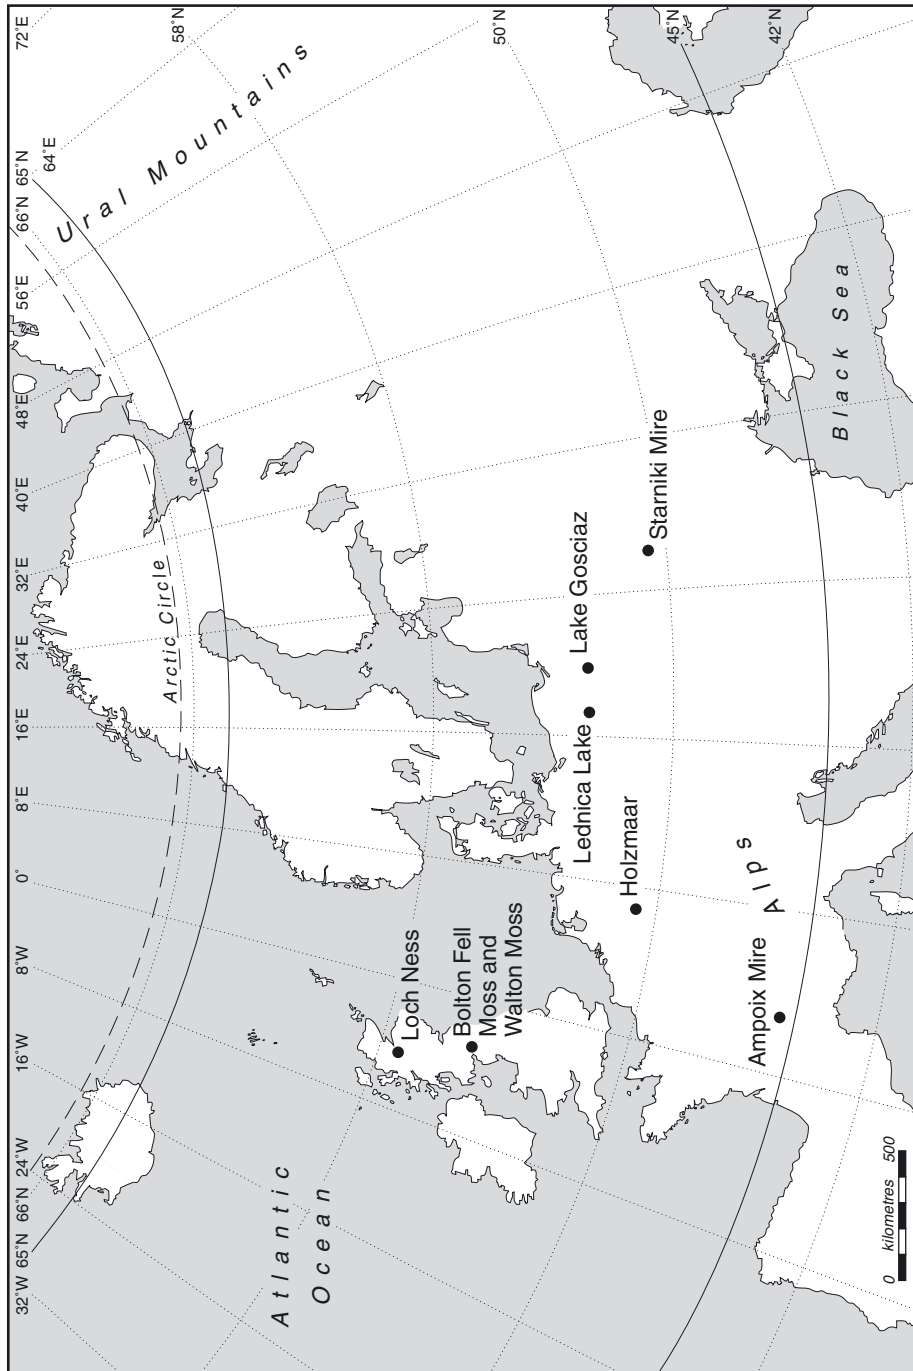 32°W
65°N
66°N
24°W
16°W
8°W
0°
8°E
16°E
24°E
32°E
40°E
48°E
56°E
66°N
65°N
64°E
72°E
Ural Mountains
Arctic Circle
58°N
Atlantic
Ocean
Loch Ness
Bolton Fell
Moss and
Walton Moss
50°N
Lednica Lake
Lake Gosciaz
Holzmaar
Starniki Mire
Alps
Ampoix Mire
45°N
42°N
Black Sea
0 kilometres 500